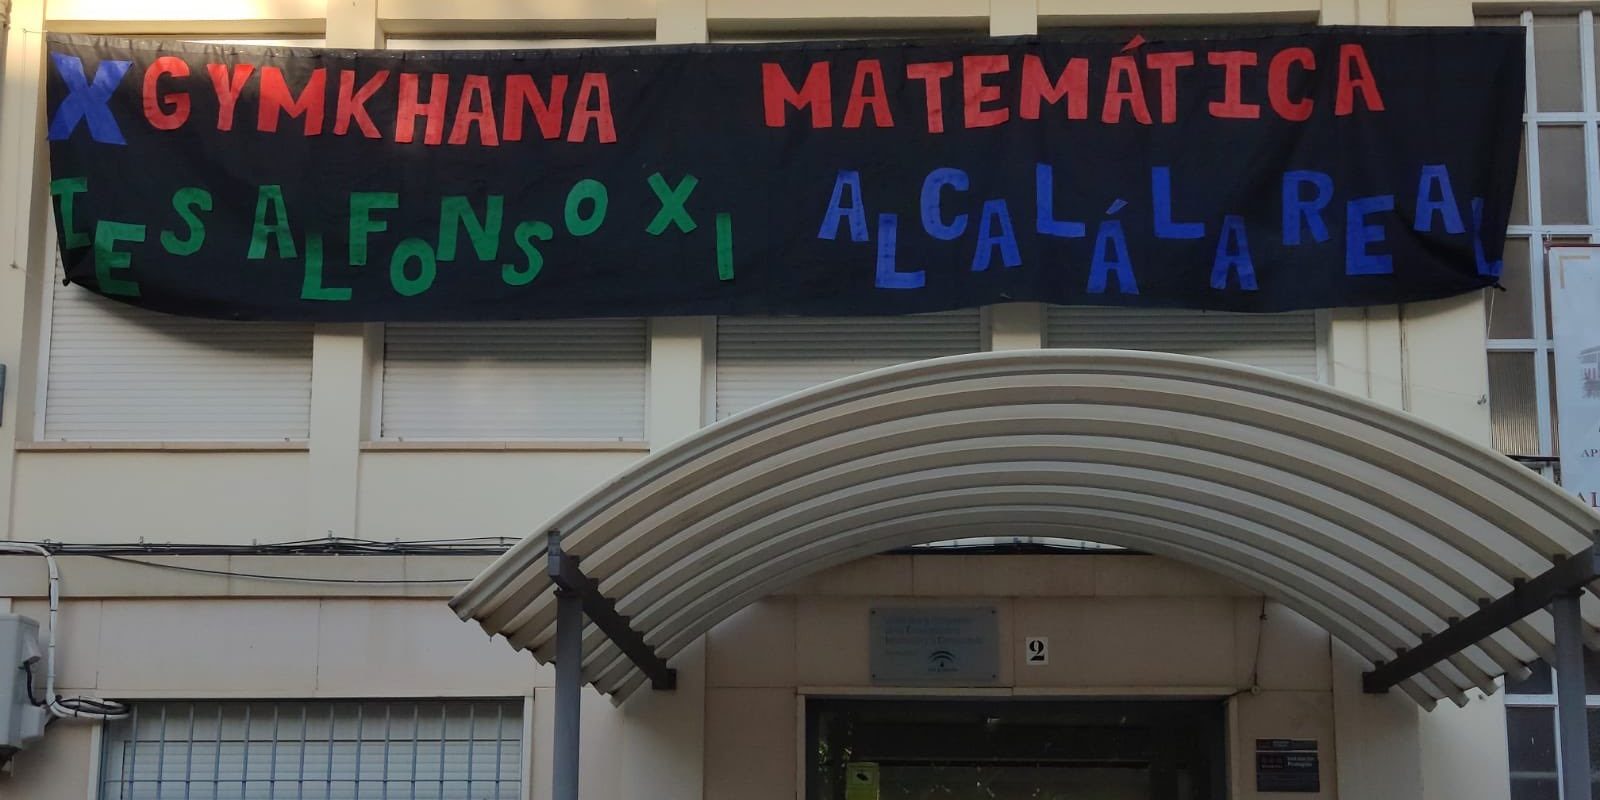 X GYMKHANA MATEMÁTICA
IES ALFONSO XI ALCALÁ LA REAL
2